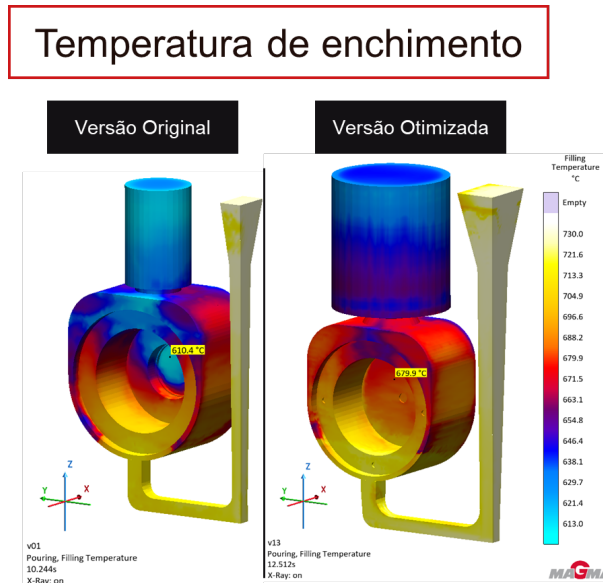 Temperatura de enchimento
Versão Original
Versão Otimizada
Filling
Temperature
°C
Empty
730.0
721.6
713.3
704.9
696.6
688.2
679.9
671.5
663.1
654.8
646.4
638.1
629.7
621.4
613.0
610.4 °C
679.9 °C
Z
Y
X
Z
Y
X
v01
Pouring, Filling Temperature
10.244s
X-Ray: on
v13
Pouring, Filling Temperature
12.512s
X-Ray: on
MAGMA